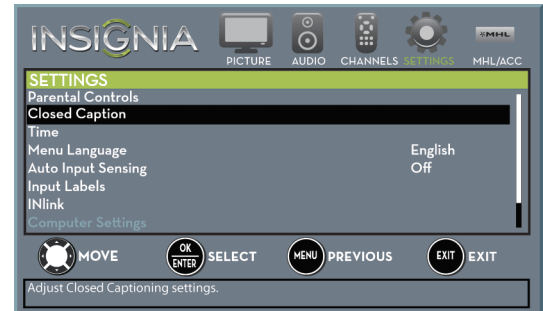 INSIGNIA
PICTURE AUDIO CHANNELS SETTINGS MHL/ACC
MHL
SETTINGS
Parental Controls
Closed Caption
Time
Menu Language English
Auto Input Sensing Off
Input Labels
INlink
Computer Settings
MOVE OK ENTER SELECT MENU PREVIOUS EXIT EXIT
Adjust Closed Captioning settings.